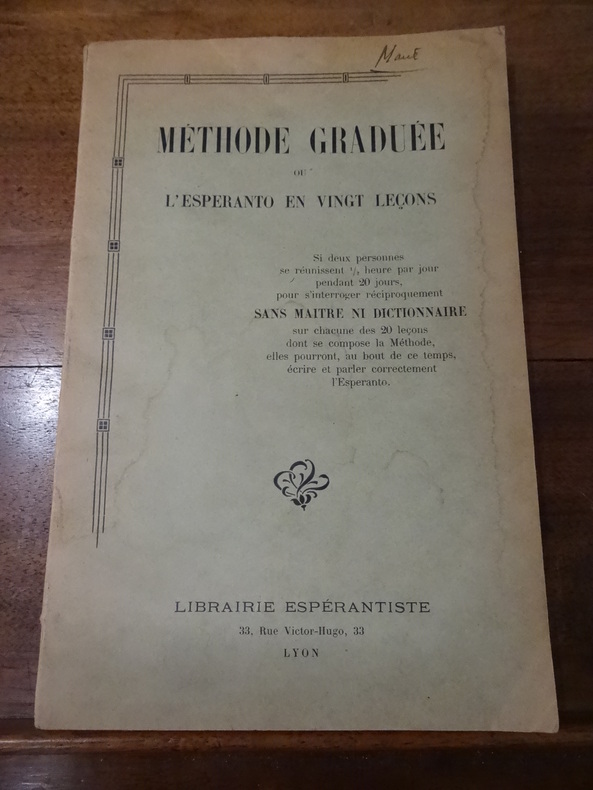 MÉTHODE GRADUÉE
OU
L'ESPERANTO EN VINGT LEÇONS
Si deux personnes
se réunissent ½ heure par jour
pendant 20 jours,
pour s'interroger réciproquement
SANS MAITRE NI DICTIONNAIRE
sur chacune des 20 leçons
dont se compose la Méthode,
elles pourront, au bout de ce temps,
écrire et parler correctement
l'Esperanto.
LIBRAIRIE ESPÉRANTISTE
33, Rue Victor-Hugo, 33
LYON